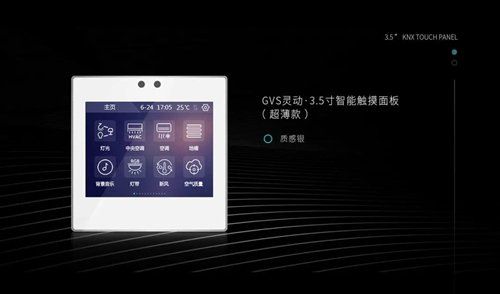 3.5” KNX TOUCH PANEL
GVS灵动·3.5寸智能触摸面板
( 超薄款 )
质感银
主页 6-24 17:05 25℃
HVAC
灯光 中央空调 空调 地暖
RGB
背景音乐 灯带 新风 空气质量